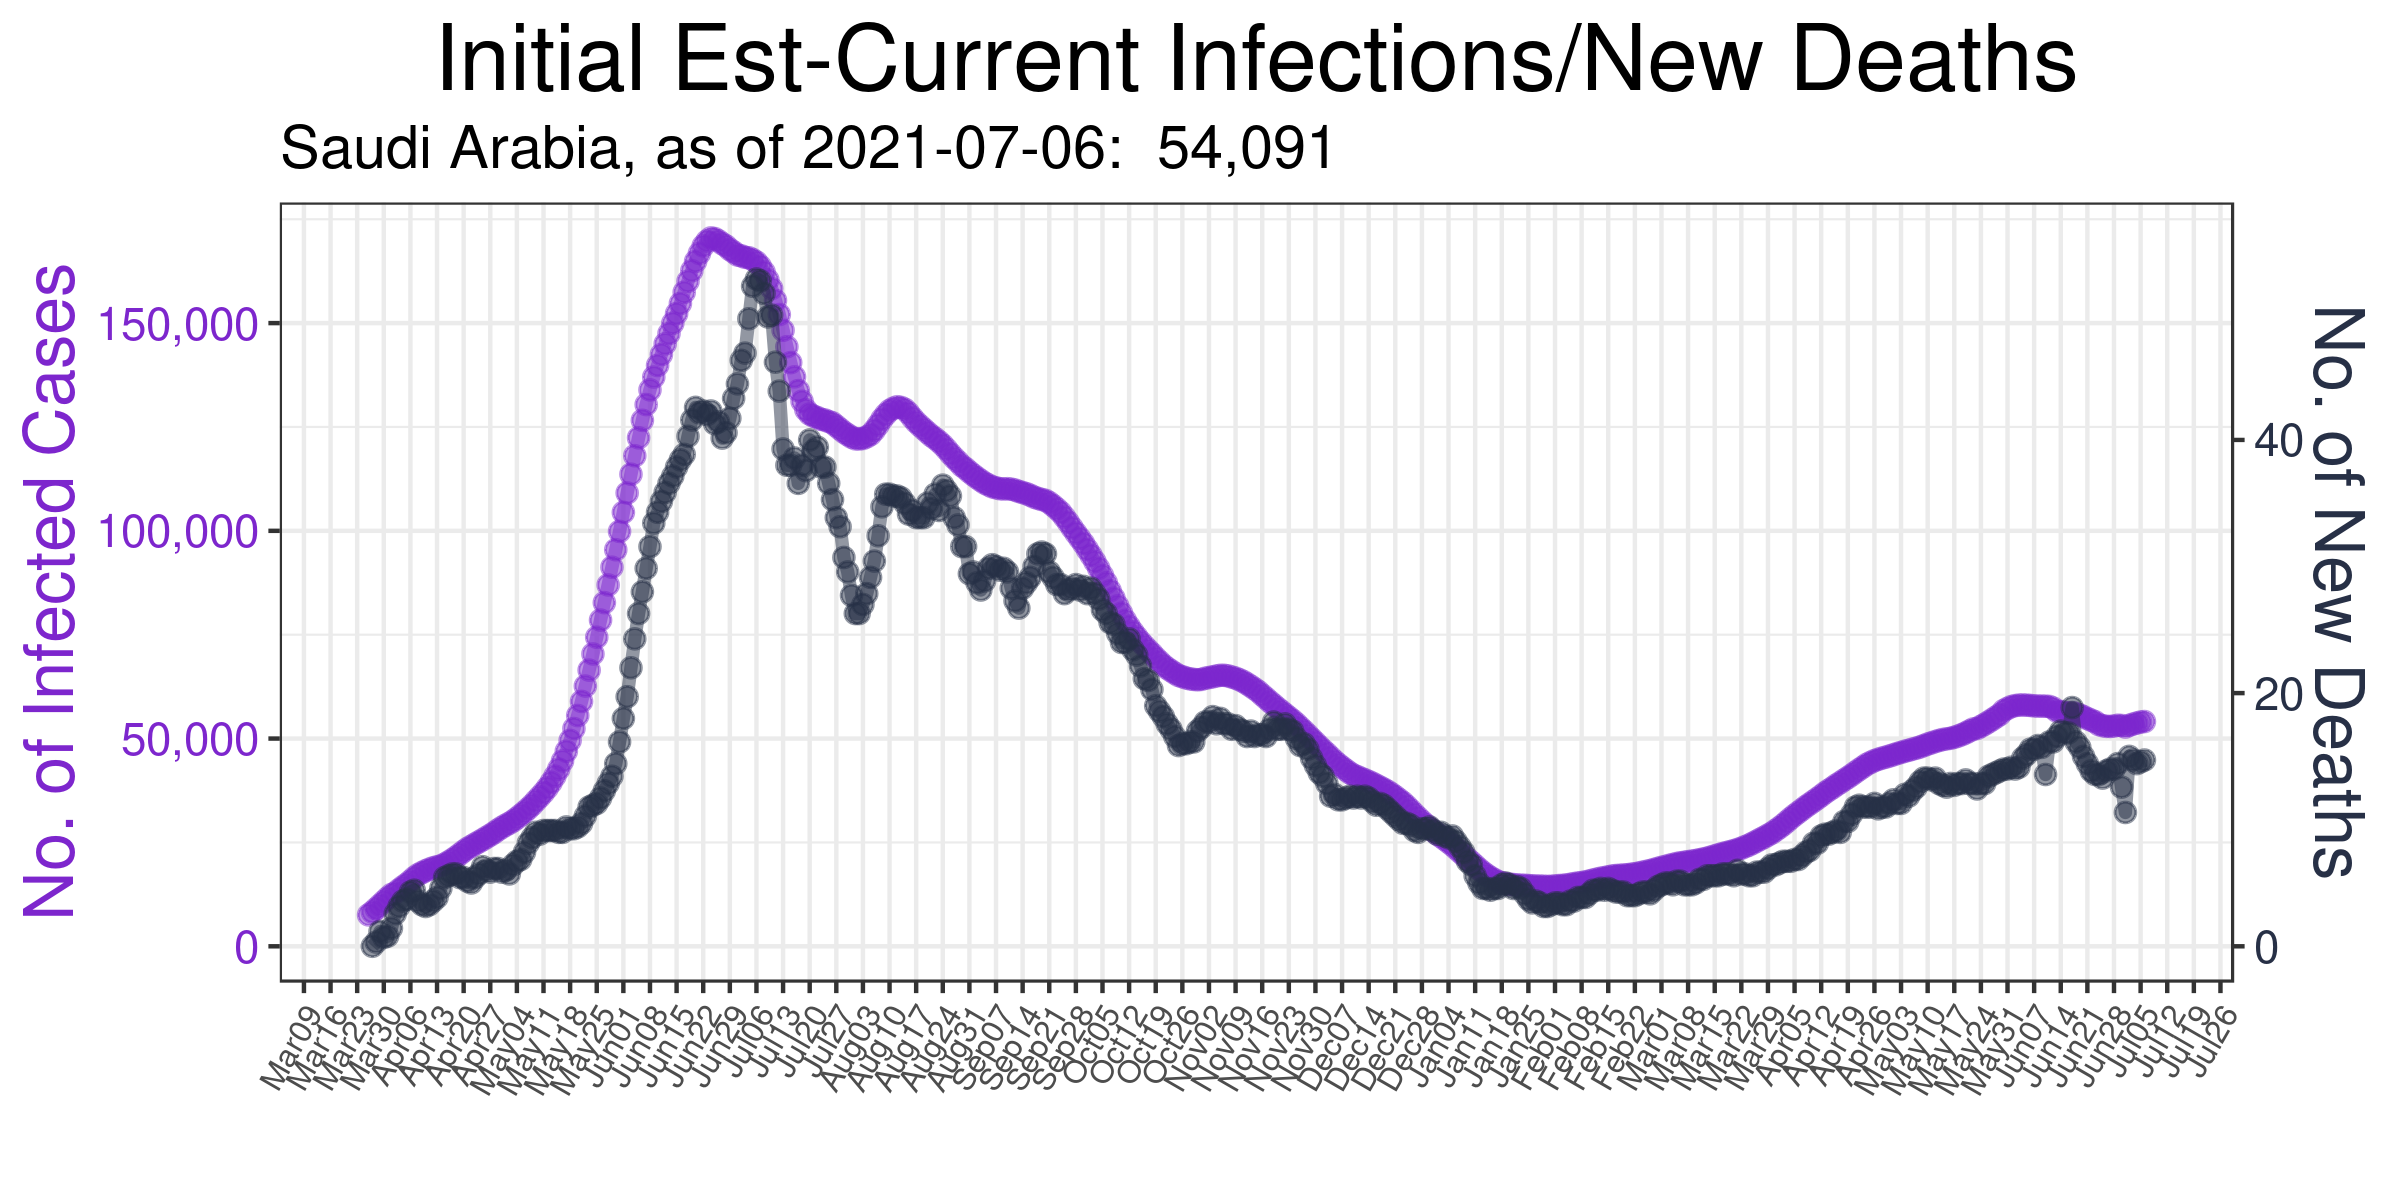 Initial Est-Current Infections/New Deaths
Saudi Arabia, as of 2021-07-06:  54,091
No. of Infected Cases
150,000
100,000
50,000
0
40
20
0
No. of New Deaths
Mar09
Mar16
Mar23
Mar30
Apr06
Apr13
Apr20
Apr27
May04
May11
May18
May25
Jun01
Jun08
Jun15
Jun22
Jun29
Jul06
Jul13
Jul20
Jul27
Aug03
Aug10
Aug17
Aug24
Aug31
Sep07
Sep14
Sep21
Sep28
Oct05
Oct12
Oct19
Oct26
Nov02
Nov09
Nov16
Nov23
Nov30
Dec07
Dec14
Dec21
Dec28
Jan04
Jan11
Jan18
Jan25
Feb01
Feb08
Feb15
Feb22
Mar01
Mar08
Mar15
Mar22
Mar29
Apr05
Apr12
Apr19
Apr26
May03
May10
May17
May24
May31
Jun07
Jun14
Jun21
Jun28
Jul05
Jul12
Jul19
Jul26